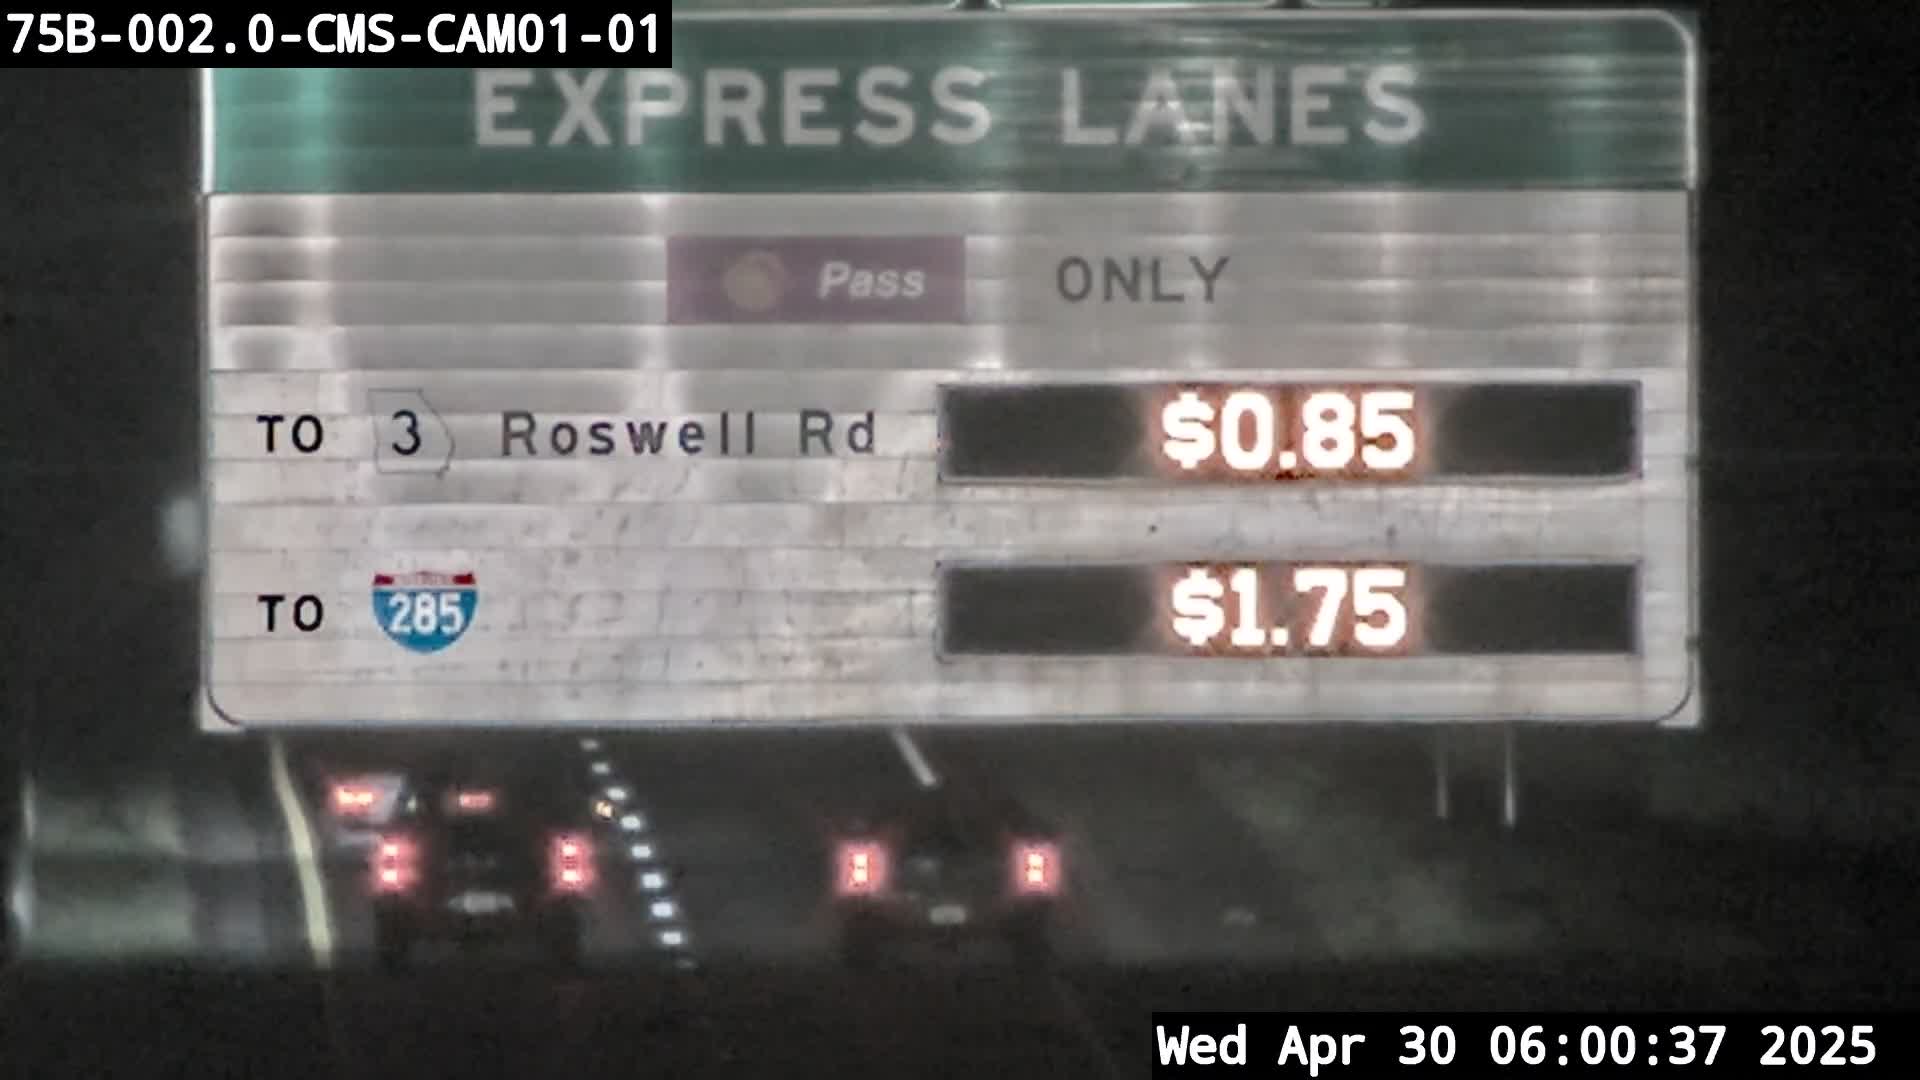 75B-002.0-CMS-CAM01-01
EXPRESS LANES
Pass ONLY
TO 3 Roswell Rd $0.85
TO 285 $1.75
Wed Apr 30 06:00:37 2025